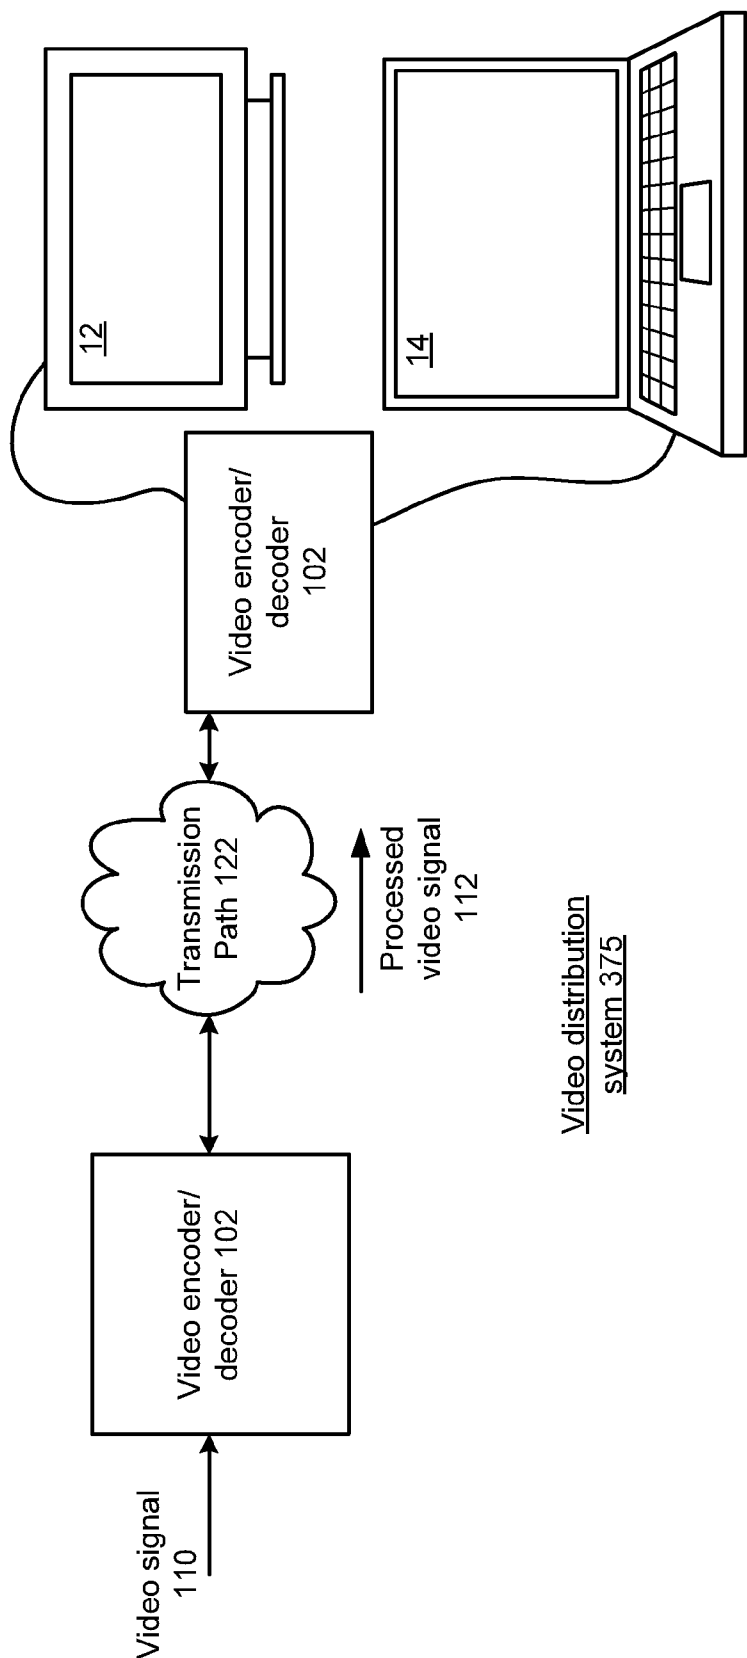 Video signal
110
Video encoder/
decoder 102
Transmission
Path 122
Processed
video signal
112
Video encoder/
decoder
102
12
14
Video distribution
system 375